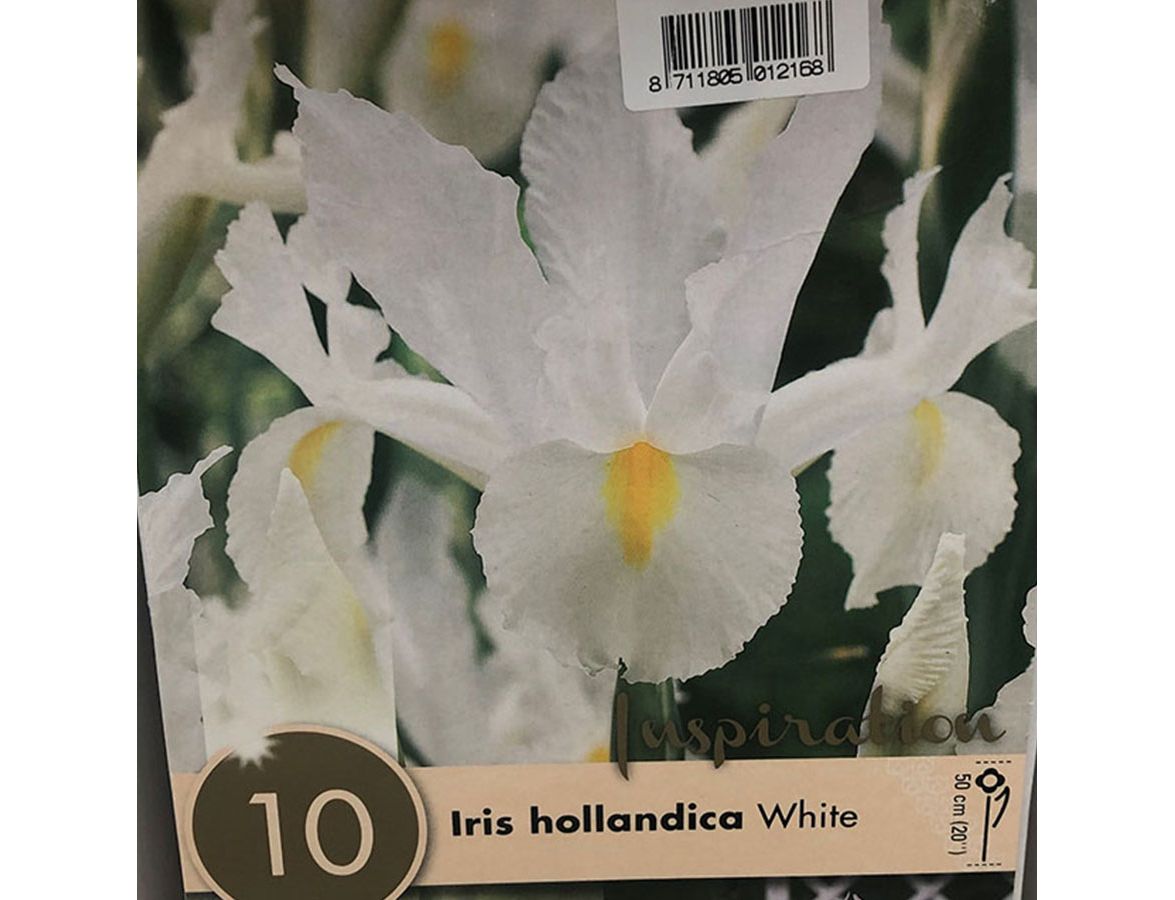 8 711805 012168
Inspiration
10
Iris hollandica White
50 cm (20")